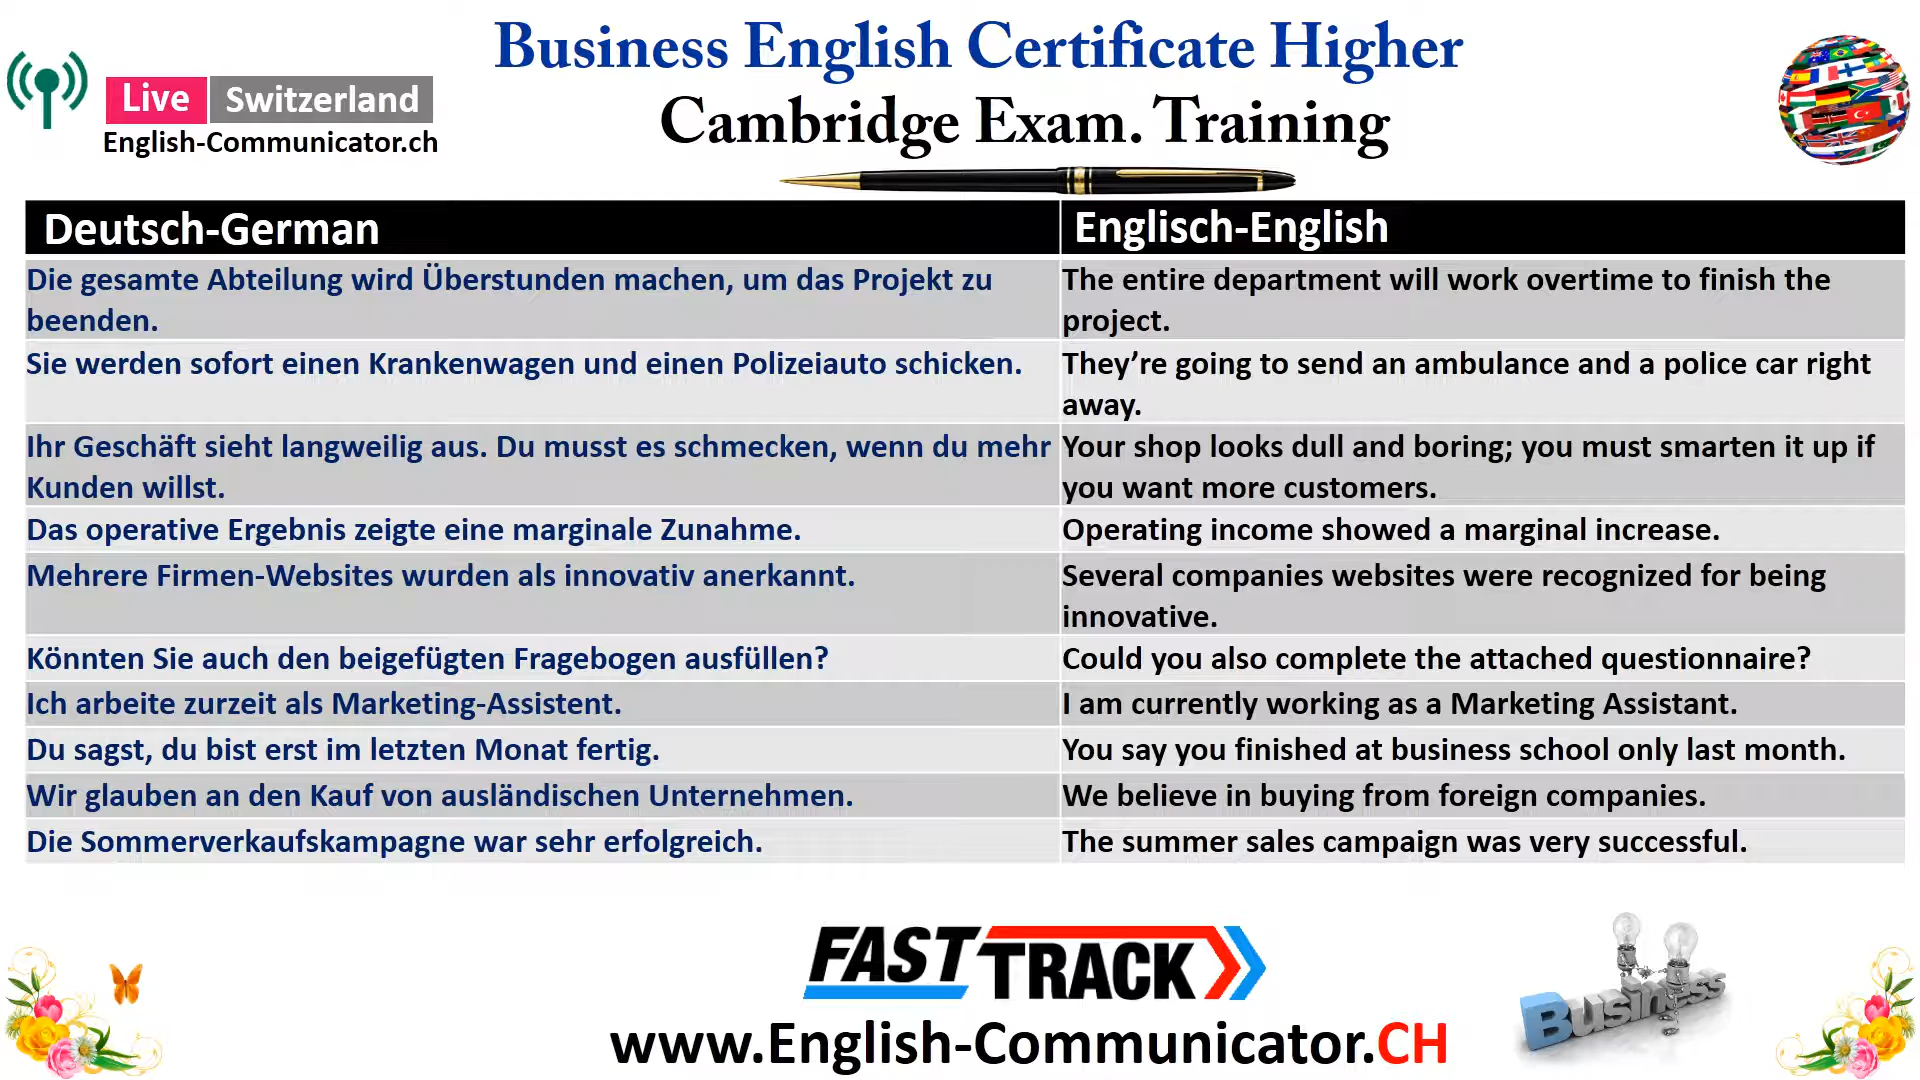 Business English Certificate Higher
Cambridge Exam. Training
Live Switzerland
English-Communicator.ch
Deutsch-German
Englisch-English
Die gesamte Abteilung wird Überstunden machen, um das Projekt zu
beenden.
The entire department will work overtime to finish the
project.
Sie werden sofort einen Krankenwagen und einen Polizeiauto schicken.
They’re going to send an ambulance and a police car right
away.
Ihr Geschäft sieht langweilig aus. Du musst es schmecken, wenn du mehr
Kunden willst.
Your shop looks dull and boring; you must smarten it up if
you want more customers.
Das operative Ergebnis zeigte eine marginale Zunahme.
Operating income showed a marginal increase.
Mehrere Firmen-Websites wurden als innovativ anerkannt.
Several companies websites were recognized for being
innovative.
Könnten Sie auch den beigefügten Fragebogen ausfüllen?
Could you also complete the attached questionnaire?
Ich arbeite zurzeit als Marketing-Assistent.
I am currently working as a Marketing Assistant.
Du sagst, du bist erst im letzten Monat fertig.
You say you finished at business school only last month.
Wir glauben an den Kauf von ausländischen Unternehmen.
We believe in buying from foreign companies.
Die Sommerverkaufskampagne war sehr erfolgreich.
The summer sales campaign was very successful.
FAST TRACK
Business
www.English-Communicator.CH